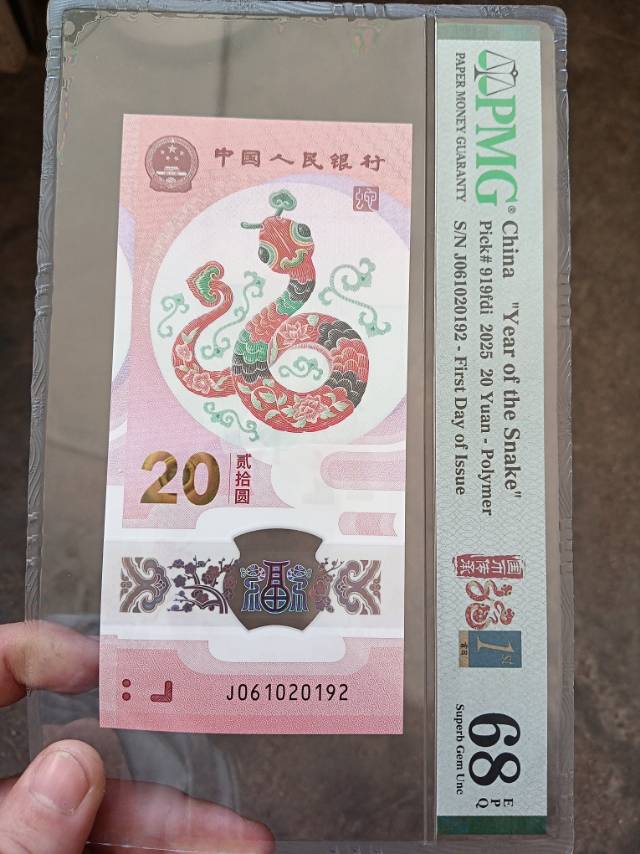 中国人民银行
20
贰拾圆
福
J061020192
PMG®
PAPER MONEY GUARANTY
China "Year of the Snake"
Pick# 919fdi 2025 20 Yuan - Polymer
S/N J061020192 - First Day of Issue
1st
68 EPQ
Superb Gem Unc